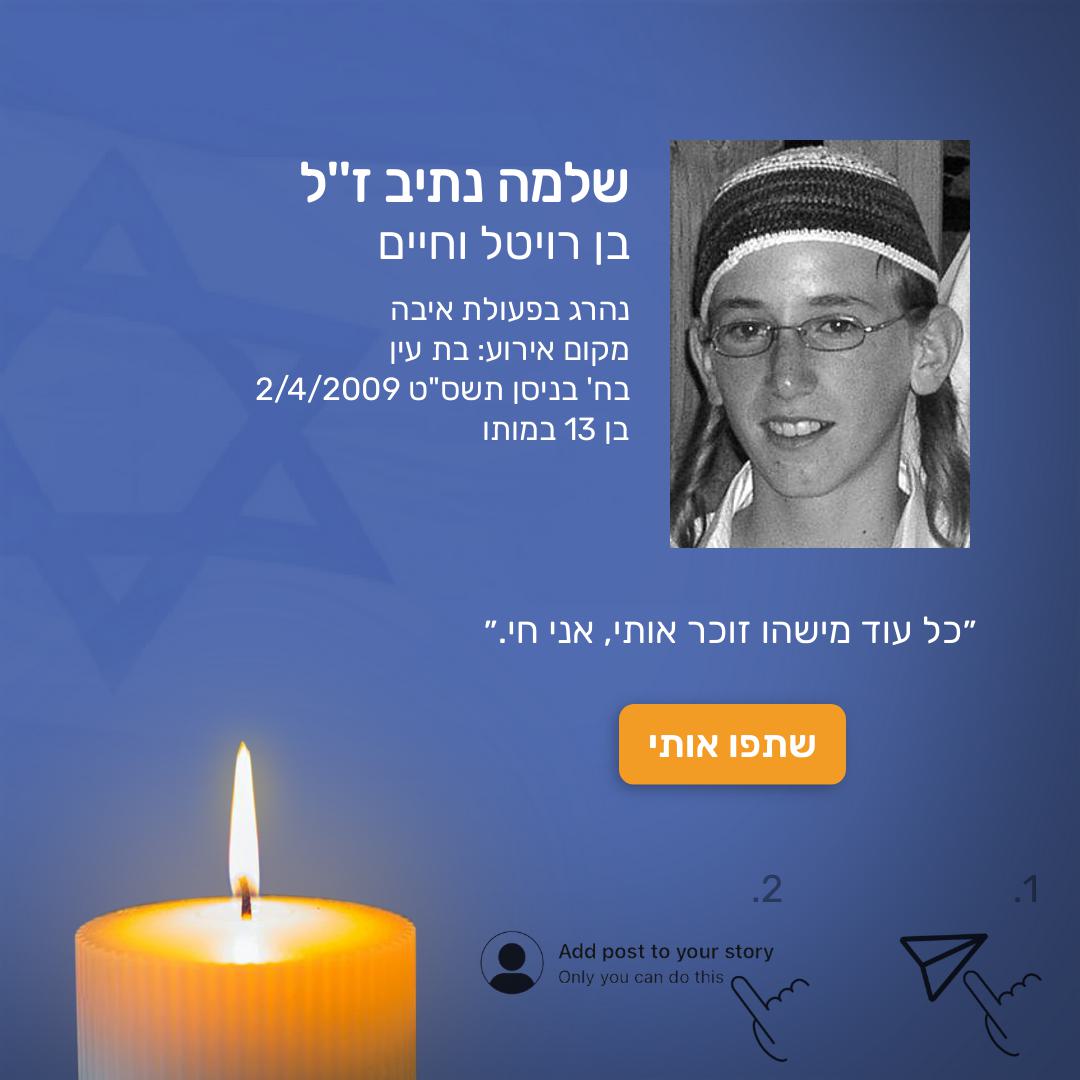 שלמה נתיב ז"ל
בן רויטל וחיים
נהרג בפעולת איבה
מקום אירוע: בת עין
בח' בניסן תשס"ט 2/4/2009
בן 13 במותו
״כל עוד מישהו זוכר אותי, אני חי.״
שתפו אותי
1.
2.
Add post to your story
Only you can do this